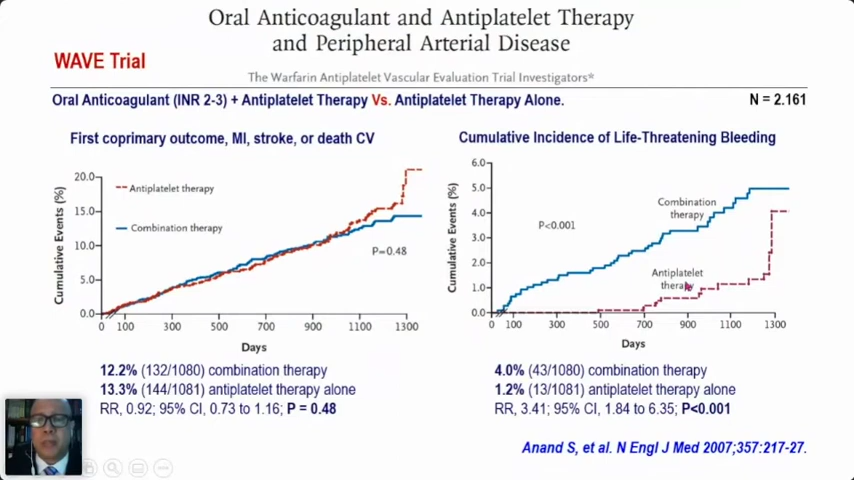 Oral Anticoagulant and Antiplatelet Therapy
and Peripheral Arterial Disease
WAVE Trial
The Warfarin Antiplatelet Vascular Evaluation Trial Investigators*
Oral Anticoagulant (INR 2-3) + Antiplatelet Therapy Vs. Antiplatelet Therapy Alone.
N = 2.161
First coprimary outcome, MI, stroke, or death CV
Cumulative Events (%)
20.0
15.0
10.0
5.0
0.0
Antiplatelet therapy
Combination therapy
P=0.48
0 100 300 500 700 900 1100 1300
Days
12.2% (132/1080) combination therapy
13.3% (144/1081) antiplatelet therapy alone
RR, 0.92; 95% CI, 0.73 to 1.16; P = 0.48
Cumulative Incidence of Life-Threatening Bleeding
Cumulative Events (%)
6.0
5.0
4.0
3.0
2.0
1.0
0.0
P<0.001
Combination
therapy
Antiplatelet
therapy
0 100 300 500 700 900 1100 1300
Days
4.0% (43/1080) combination therapy
1.2% (13/1081) antiplatelet therapy alone
RR, 3.41; 95% CI, 1.84 to 6.35; P<0.001
Anand S, et al. N Engl J Med 2007;357:217-27.